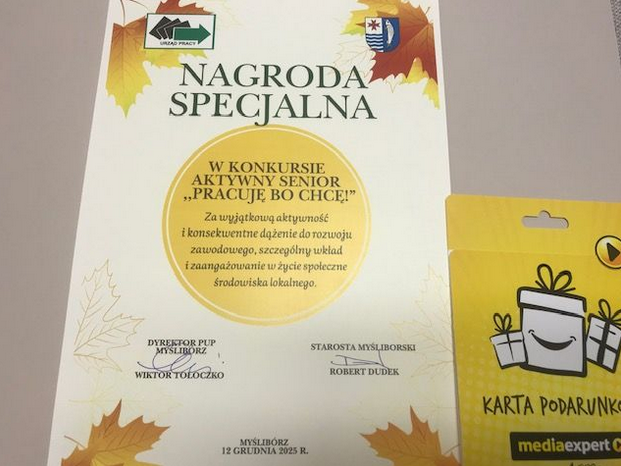 URZĄD PRACY
NAGRODA
SPECJALNA
W KONKURSIE
AKTYWNY SENIOR
,,PRACUJĘ BO CHCĘ!”
Za wyjątkową aktywność
i konsekwentne dążenie do rozwoju
zawodowego, szczególny wkład
i zaangażowanie w życie społeczne
środowiska lokalnego.
DYREKTOR PUP
MYŚLIBÓRZ
WIKTOR TOŁOCZKO
STAROSTA MYŚLIBORSKI
ROBERT DUDEK
MYŚLIBÓRZ
12 GRUDNIA 2025 R.
KARTA PODARUNKO
mediaexpert